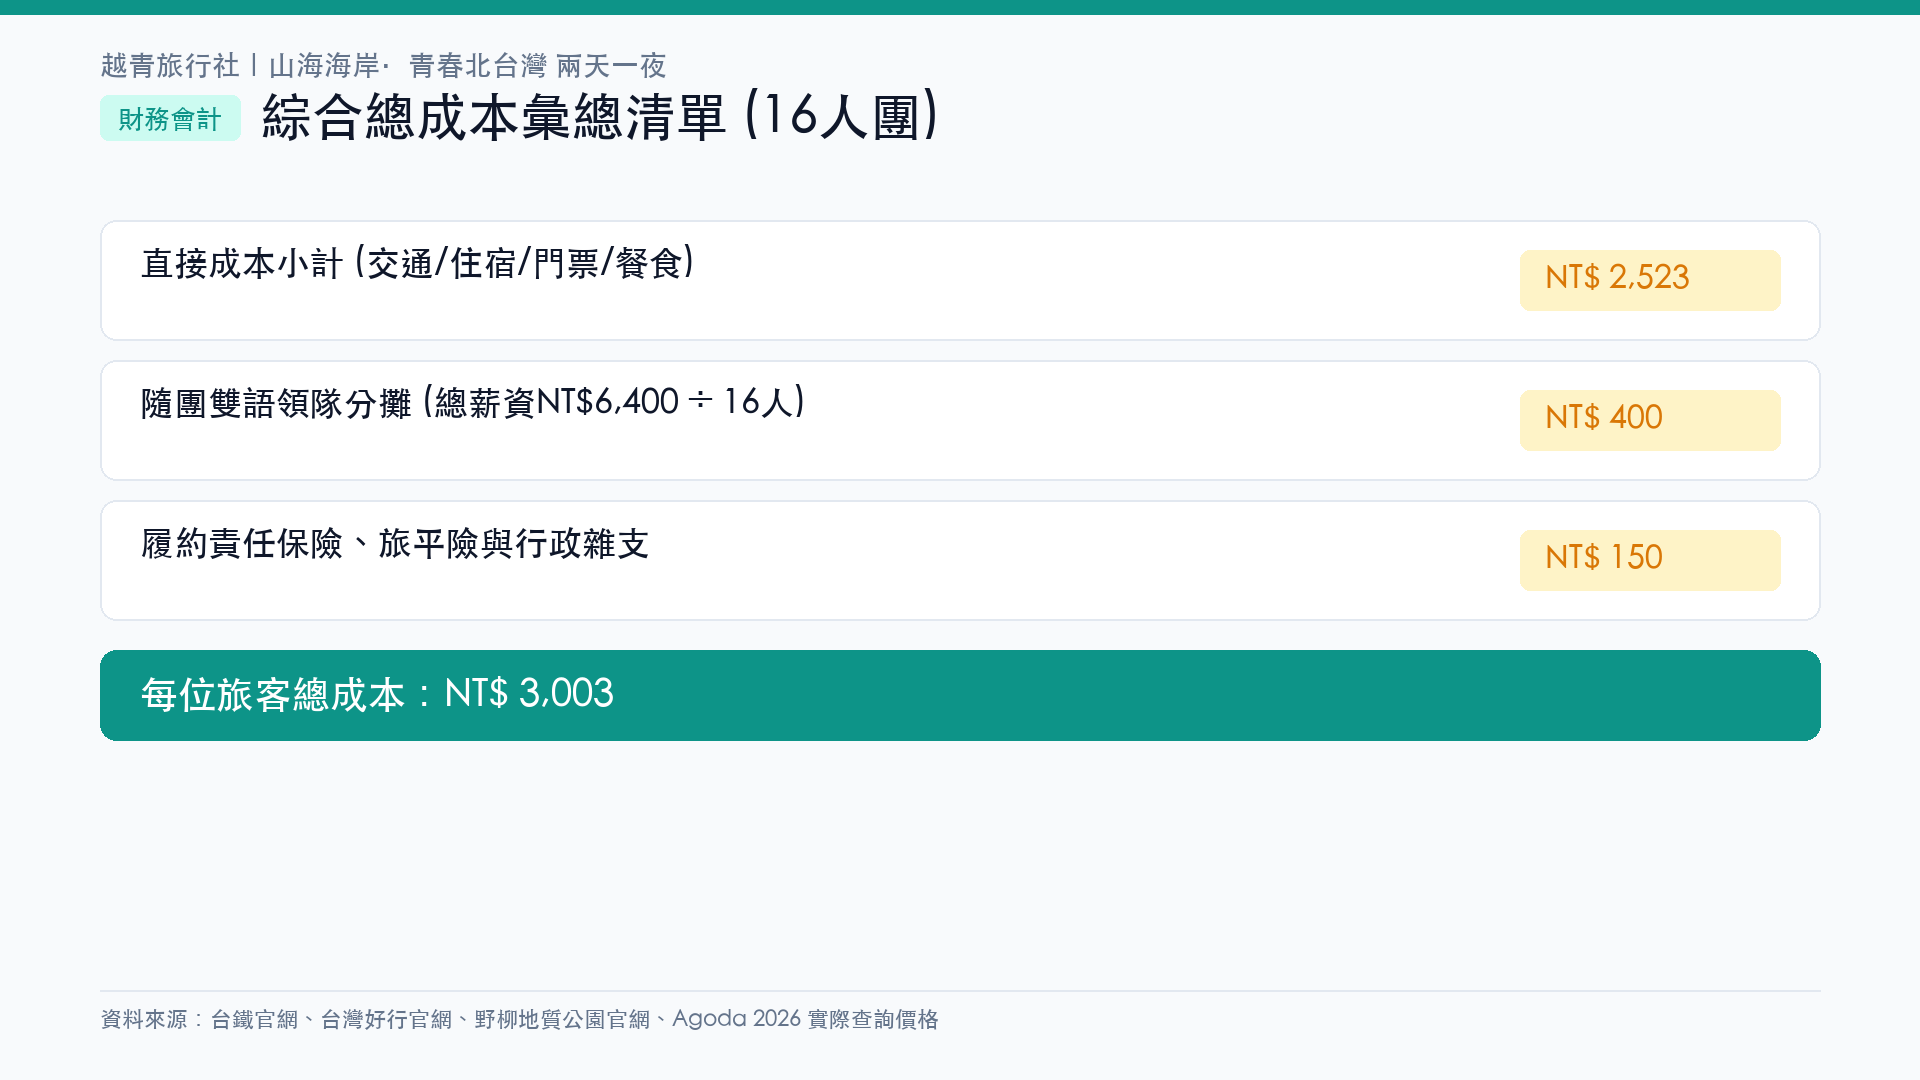 越青旅行社 | 山海海岸· 青春北台灣 兩天一夜
財務會計 綜合總成本彙總清單 (16人團)
直接成本小計 (交通/住宿/門票/餐食)
NT$ 2,523
隨團雙語領隊分攤 (總薪資NT$6,400 ÷ 16人)
NT$ 400
履約責任保險、旅平險與行政雜支
NT$ 150
每位旅客總成本：NT$ 3,003
資料來源：台鐵官網、台灣好行官網、野柳地質公園官網、Agoda 2026 實際查詢價格